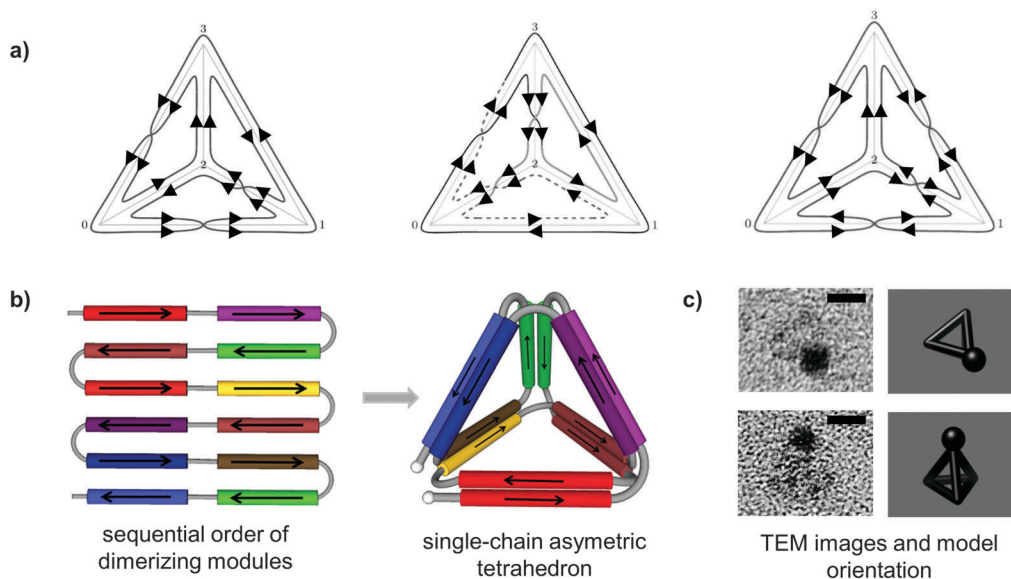 a)
3
2
0
1
3
2
0
1
3
2
0
1
b)
sequential order of
dimerizing modules
single-chain asymetric
tetrahedron
c)
TEM images and model
orientation